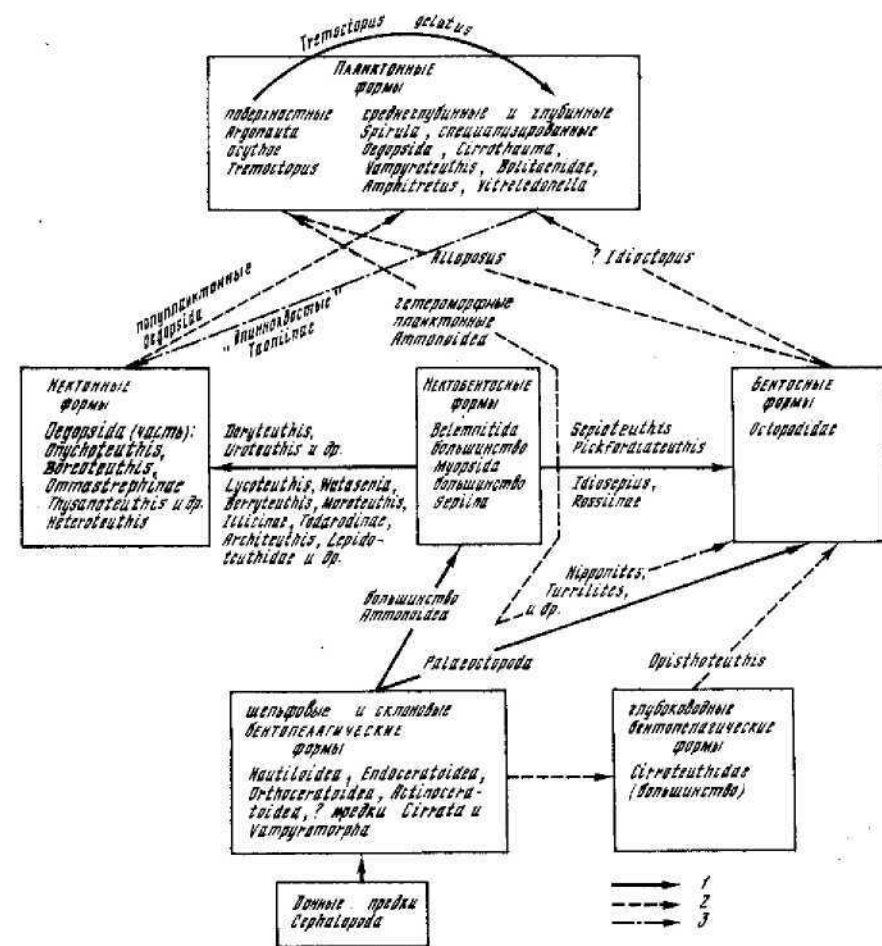 Tremoctopus gelatus
Планктонные
формы
поверхностные
Argonauta
Ocythoe
Tremoctopus
среднеглубинные и глубинные
Spirula, специализированные
Oegopsida, Cirrothauma,
Vampyroteuthis, Bolitaenidae,
Amphitretus, Vitreledonella
полупланктонные
Oegopsida
"длинноглазые"
Taoniinae
Alloposus
? Idioctopus
гетероморфные
планктонные
Ammonoidea
Нектонные
формы
Oegopsida (часть):
Onychoteuthis,
Boreoteuthis,
Ommastrephinae
Thysanoteuthis и др.
Heteroteuthis
Doryteuthis,
Uroteuthis и др.
Lycoteuthis, Watasenia,
Berryteuthis, Moroteuthis,
Illicinae, Todarodinae,
Architeuthis, Lepido-
teuthidae и др.
Нектобентосные
формы
Belemnitida
большинство
Myopsida
большинство
Sepiina
Sepioteuthis
Pickfordiateuthis
Idiosepius,
Rossiinae
Бентосные
формы
Octopodidae
Nipponites,
Turrilites,
и др.
большинство
Ammonoidea
Palaeoctopoda
Opisthoteuthis
шельфовые и склоновые
бентопелагические
формы
Nautiloidea, Endoceratoidea,
Orthoceratoidea, Actinocera-
toidea, ? предки Cirrata и
Vampyromorpha
глубоководные
бентопелагические
формы
Cirroteuthidae
(большинство)
Донные предки
Cephalopoda
1
2
3